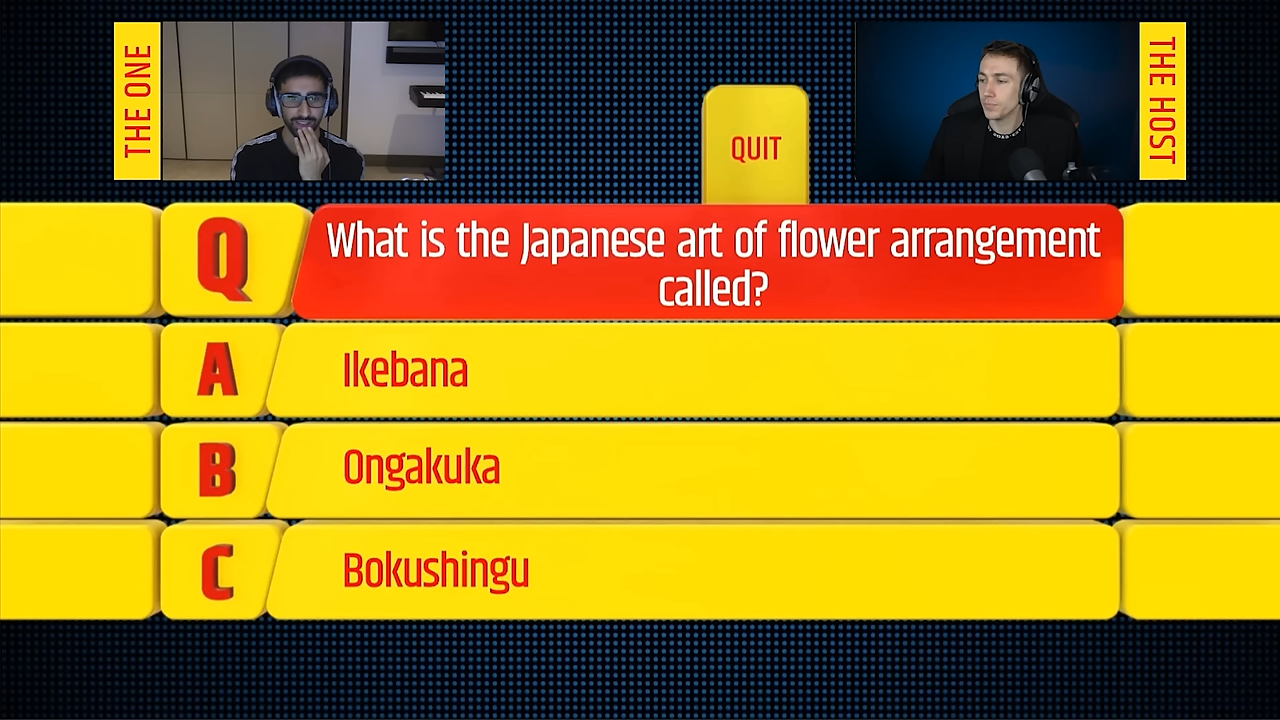 THE ONE
THE HOST
QUIT
Q
What is the Japanese art of flower arrangement
called?
A
Ikebana
B
Ongakuka
C
Bokushingu